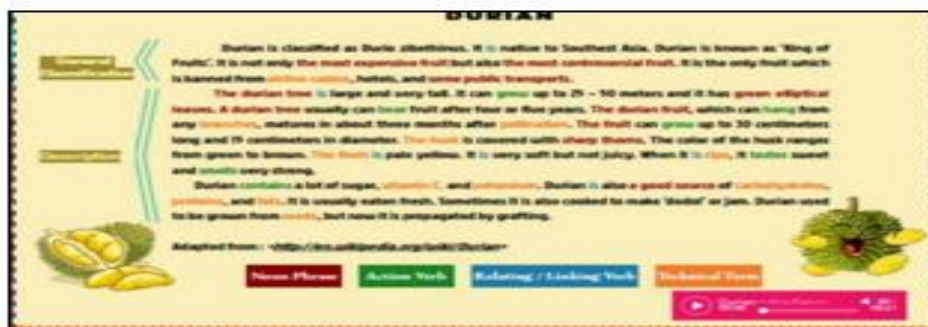 DURIAN
Durian is classified as Durio zibethinus. It is native to Southest Asia. Durian is known as 'King of
Fruits'. It is not only the most expensive fruit but also the most controversial fruit. It is the only fruit which
is banned from airline cabins, hotels, and some public transports.
General
Classification
The durian tree is large and very tall. It can grow up to 25 - 50 meters and it has green elliptical
leaves. A durian tree usually can bear fruit after four or five years. The durian fruit, which can hang from
any branches, matures in about three months after pollination. The fruit can grow up to 30 centimeters
long and 15 centimeters in diameter. The husk is covered with sharp thorns. The color of the husk ranges
from green to brown. The flesh is pale yellow. It is very soft but not juicy. When it is ripe, it tastes sweet
and smells very strong.
Description
Durian contains a lot of sugar, vitamin C, and potassium. Durian is also a good source of carbohydrates,
proteins, and fats. It is usually eaten fresh. Sometimes it is also cooked to make 'dodol' or jam. Durian used
to be grown from seeds, but now it is propagated by grafting.
Adapted from : <http://en.wikipedia.org/wiki/Durian>
Noun Phrase
Action Verb
Relating / Linking Verb
Technical Term
Durian